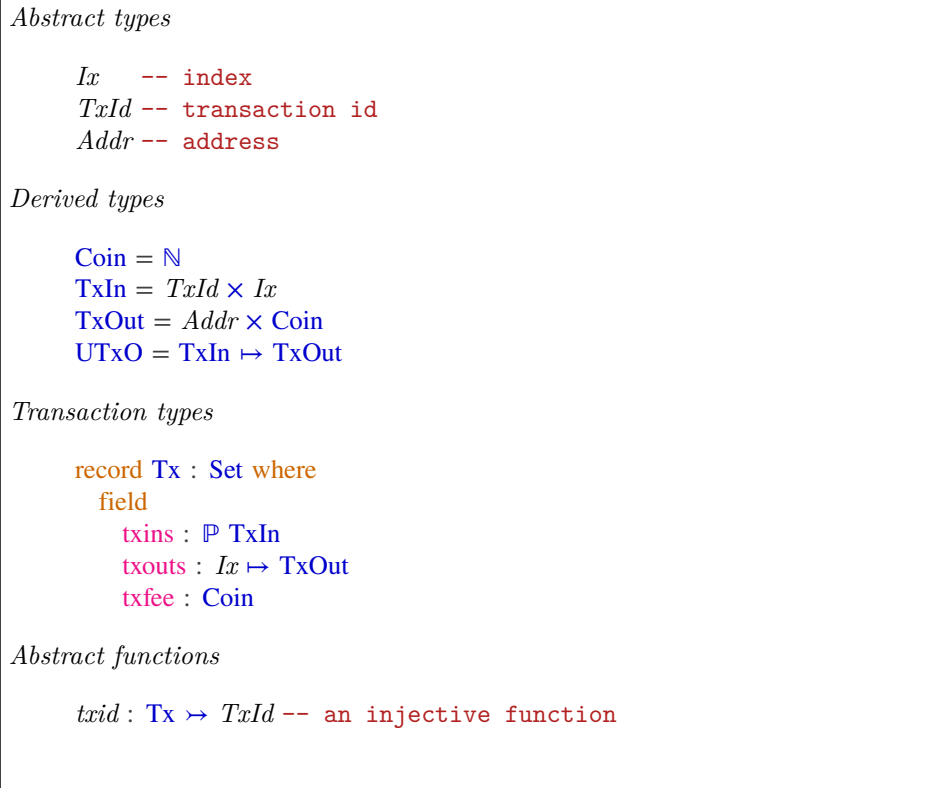 Abstract types
Ix -- index
TxId -- transaction id
Addr -- address
Derived types
Coin = ℕ
TxIn = TxId × Ix
TxOut = Addr × Coin
UTxO = TxIn ↦ TxOut
Transaction types
record Tx : Set where
field
txins : ℙ TxIn
txouts : Ix ↦ TxOut
txfee : Coin
Abstract functions
txid : Tx ↣ TxId -- an injective function